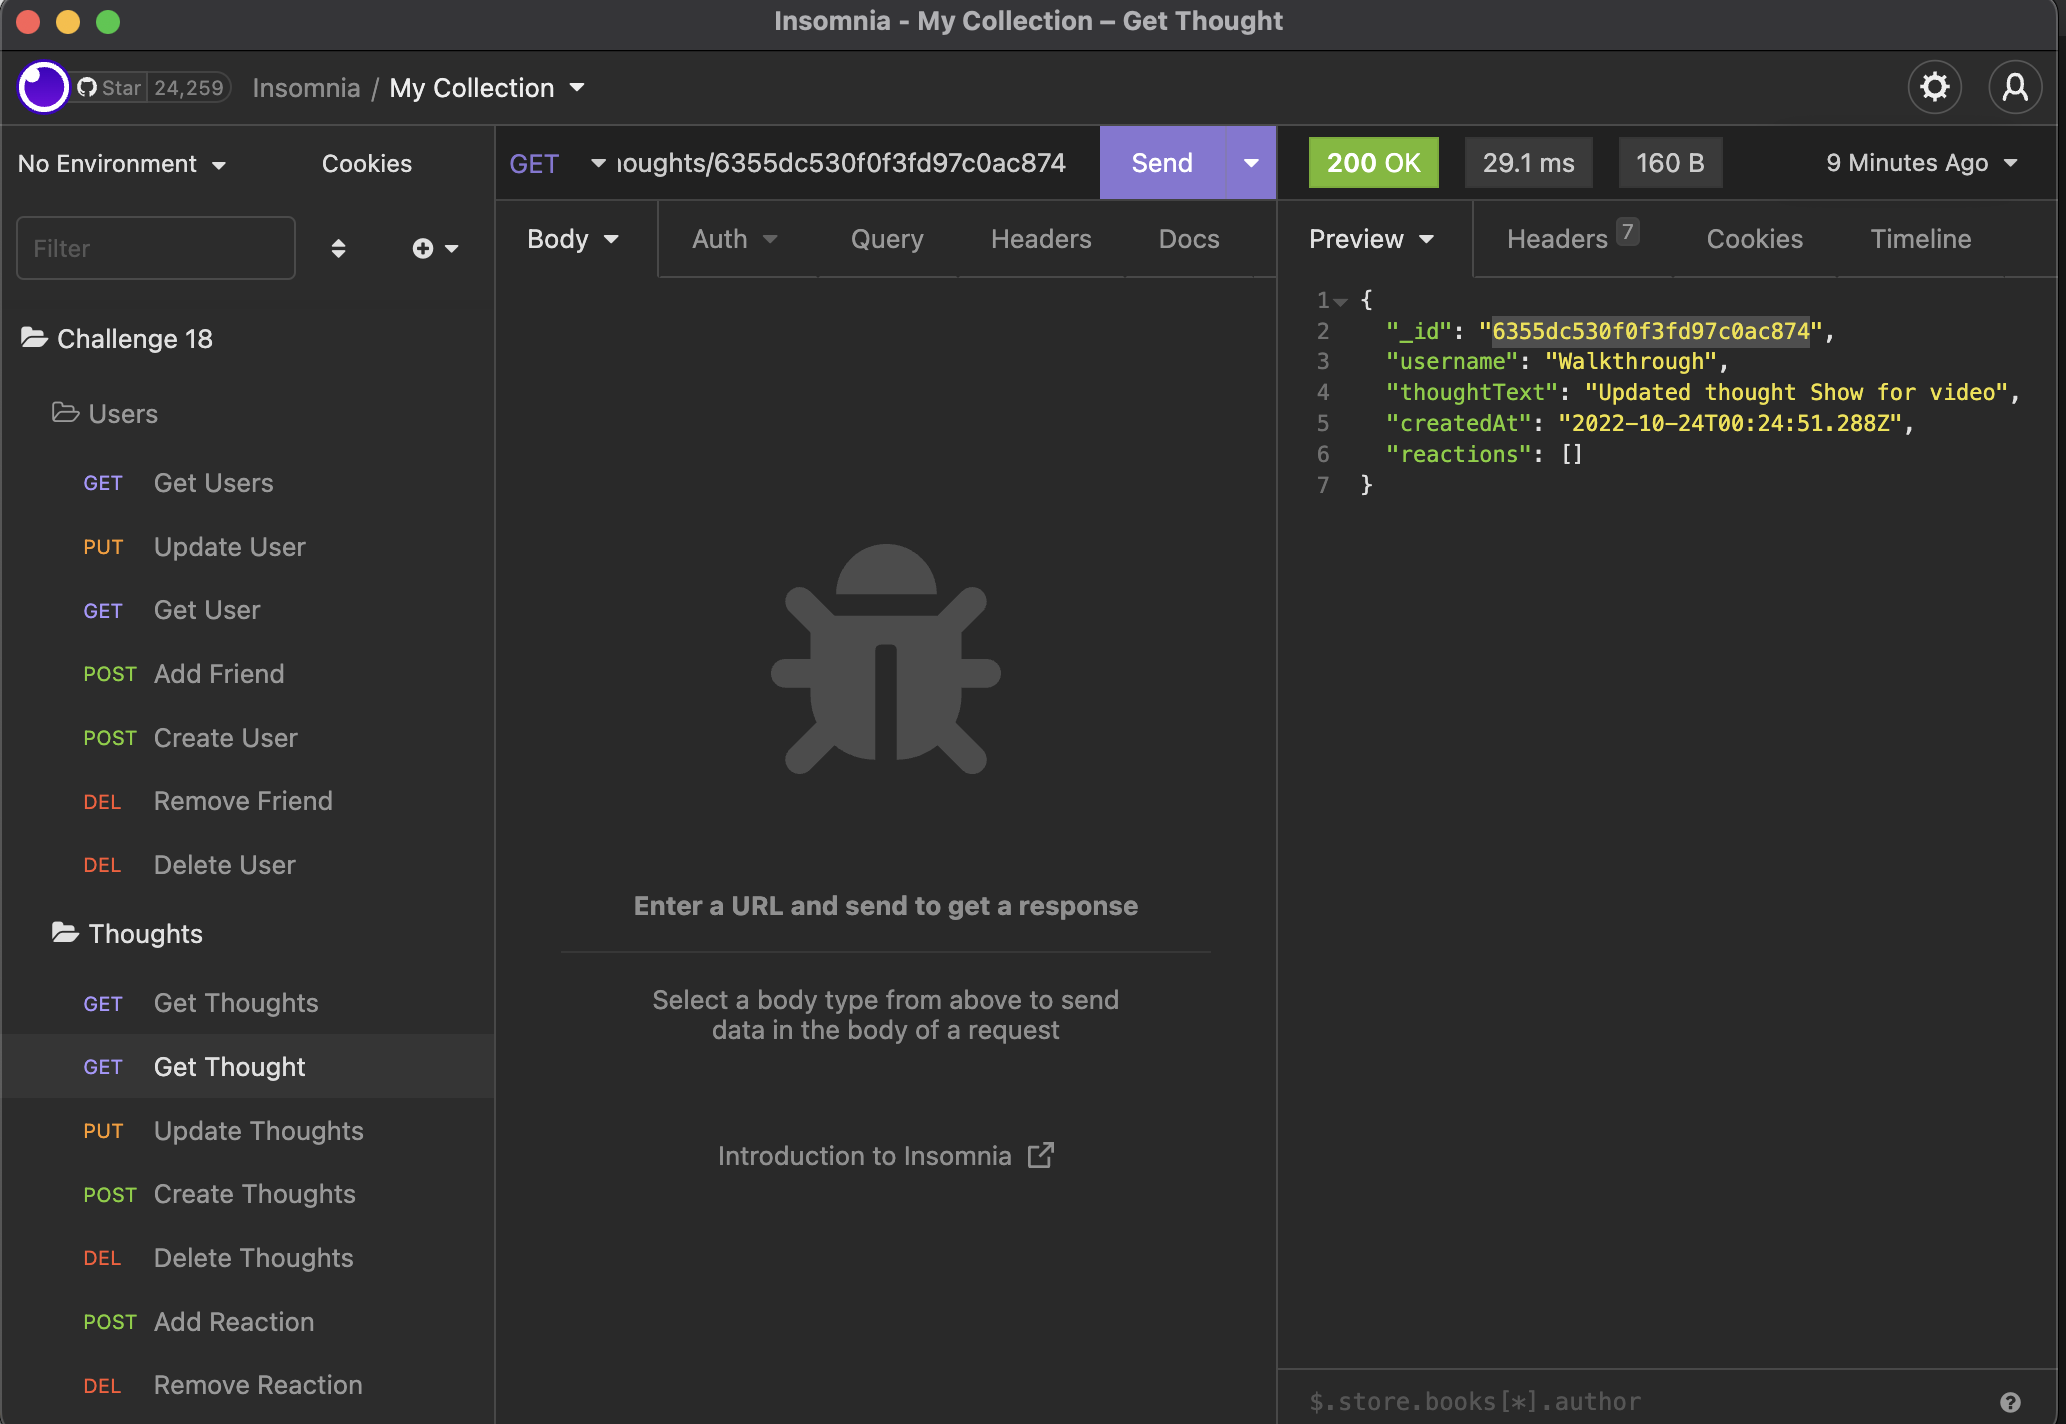 Insomnia - My Collection – Get Thought
Star 24,259 Insomnia / My Collection
No Environment Cookies
Filter
Challenge 18
Users
GET Get Users
PUT Update User
GET Get User
POST Add Friend
POST Create User
DEL Remove Friend
DEL Delete User
Thoughts
GET Get Thoughts
GET Get Thought
PUT Update Thoughts
POST Create Thoughts
DEL Delete Thoughts
POST Add Reaction
DEL Remove Reaction
GET houghts/6355dc530f0f3fd97c0ac874 Send
Body Auth Query Headers Docs
Enter a URL and send to get a response
Select a body type from above to send
data in the body of a request
Introduction to Insomnia
200 OK 29.1 ms 160 B 9 Minutes Ago
Preview Headers 7 Cookies Timeline
1 {
2 "_id": "6355dc530f0f3fd97c0ac874",
3 "username": "Walkthrough",
4 "thoughtText": "Updated thought Show for video",
5 "createdAt": "2022-10-24T00:24:51.288Z",
6 "reactions": []
7 }
$.store.books[*].author